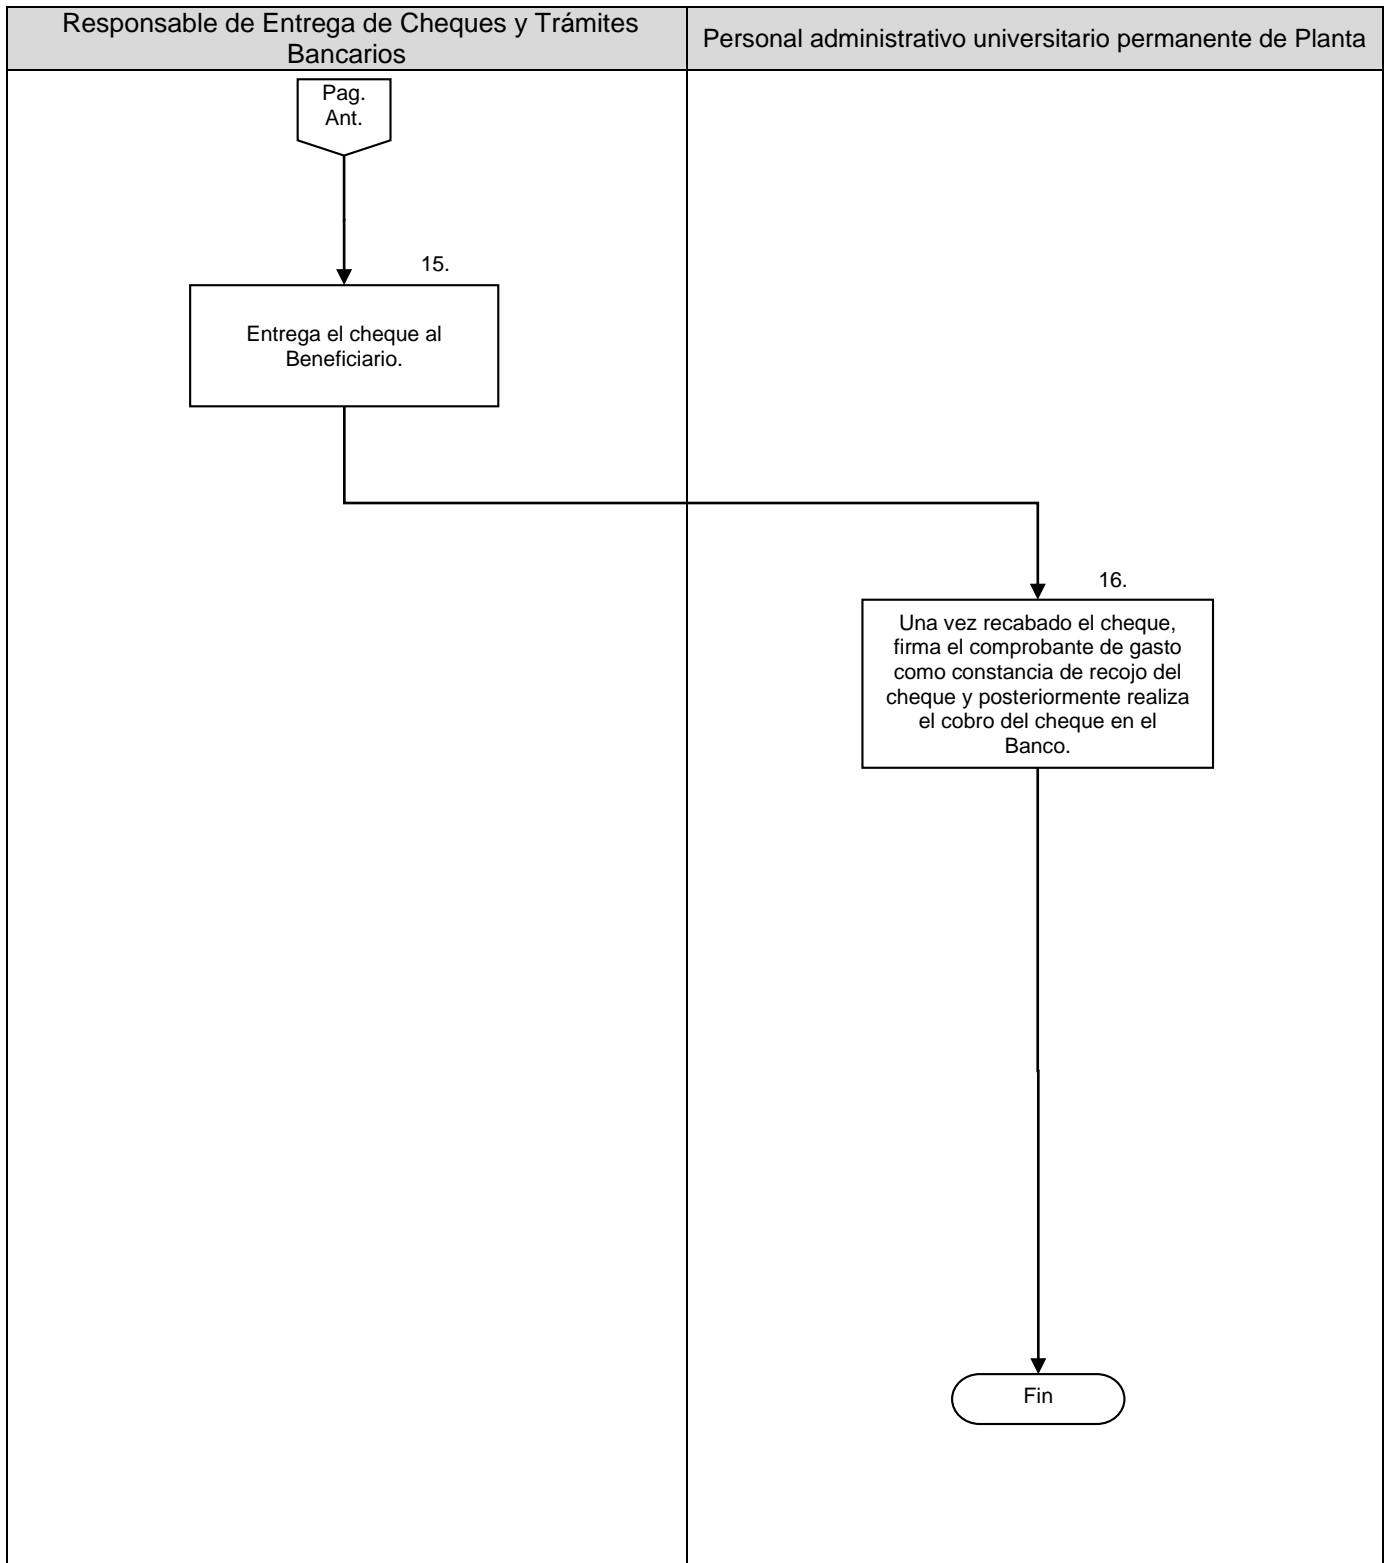 Responsable de Entrega de Cheques y Trámites
Bancarios
Personal administrativo universitario permanente de Planta
Pag.
Ant.
15.
Entrega el cheque al
Beneficiario.
16.
Una vez recabado el cheque,
firma el comprobante de gasto
como constancia de recojo del
cheque y posteriormente realiza
el cobro del cheque en el
Banco.
Fin